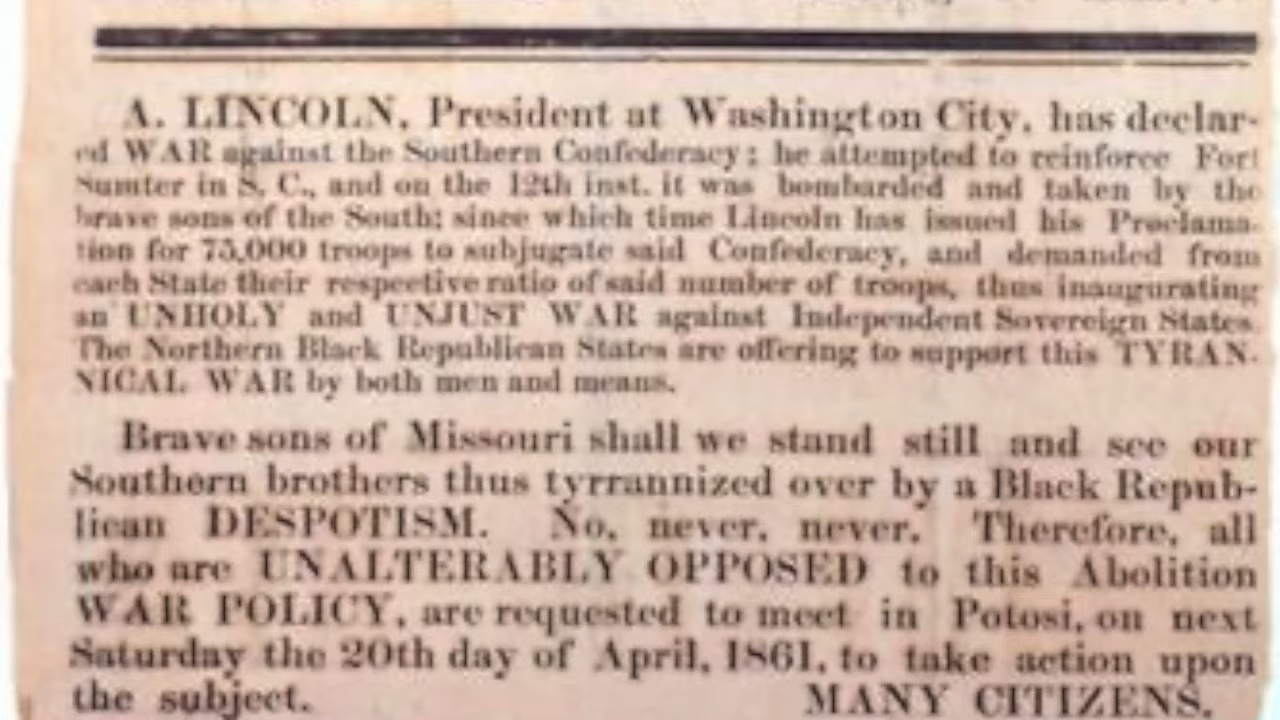 A. LINCOLN, President at Washington City, has declar-
ed WAR against the Southern Confederacy; he attempted to reinforce Fort
Sumter in S. C., and on the 12th inst. it was bombarded and taken by the
brave sons of the South; since which time Lincoln has issued his Proclama-
tion for 75,000 troops to subjugate said Confederacy, and demanded from
each State their respective ratio of said number of troops, thus inaugurating
an UNHOLY and UNJUST WAR against Independent Sovereign States.
The Northern Black Republican States are offering to support this TYRAN-
NICAL WAR by both men and means.
Brave sons of Missouri shall we stand still and see our
Southern brothers thus tyrrannized over by a Black Repub-
lican DESPOTISM. No, never, never. Therefore, all
who are UNALTERABLY OPPOSED to this Abolition
WAR POLICY, are requested to meet in Potosi, on next
Saturday the 20th day of April, 1861, to take action upon
the subject. MANY CITIZENS.